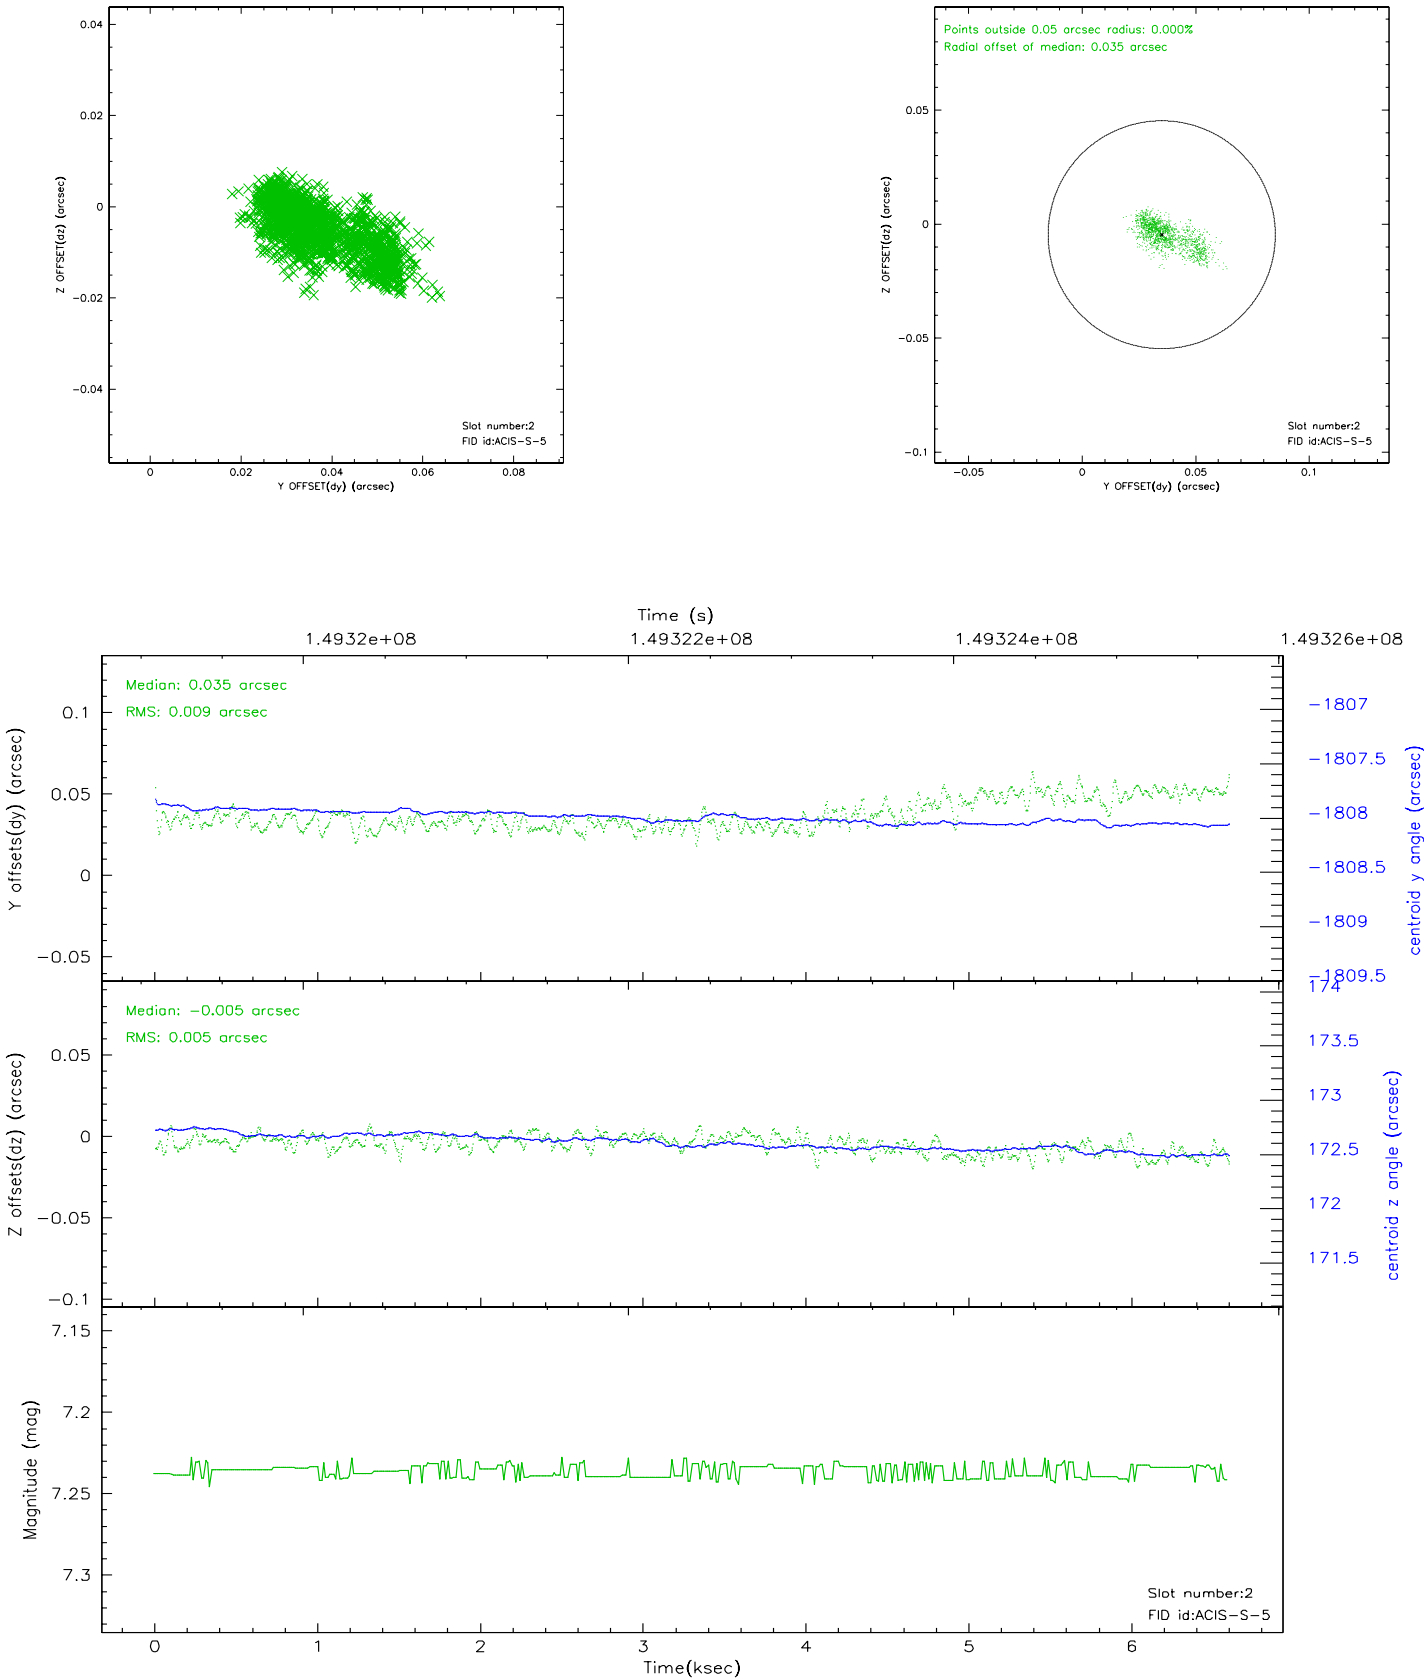 0.04
0.02
0
−0.02
−0.04
Z OFFSET(dz) (arcsec)
Slot number:2
FID id:ACIS−S−5
0 0.02 0.04 0.06 0.08
Y OFFSET(dy) (arcsec)
Points outside 0.05 arcsec radius: 0.000%
Radial offset of median: 0.035 arcsec
0.05
0
−0.05
−0.1
Z OFFSET(dz) (arcsec)
Slot number:2
FID id:ACIS−S−5
−0.05 0 0.05 0.1
Y OFFSET(dy) (arcsec)
Time (s)
1.4932e+08 1.49322e+08 1.49324e+08 1.49326e+08
Median: 0.035 arcsec
RMS: 0.009 arcsec
0.1
0.05
0
−0.05
Y offsets(dy) (arcsec)
−1807
−1807.5
−1808
−1808.5
−1809
−1809.5
centroid y angle (arcsec)
Median: −0.005 arcsec
RMS: 0.005 arcsec
0.05
0
−0.05
−0.1
Z offsets(dz) (arcsec)
174
173.5
173
172.5
172
171.5
centroid z angle (arcsec)
7.15
7.2
7.25
7.3
Magnitude (mag)
Slot number:2
FID id:ACIS−S−5
0 1 2 3 4 5 6
Time(ksec)